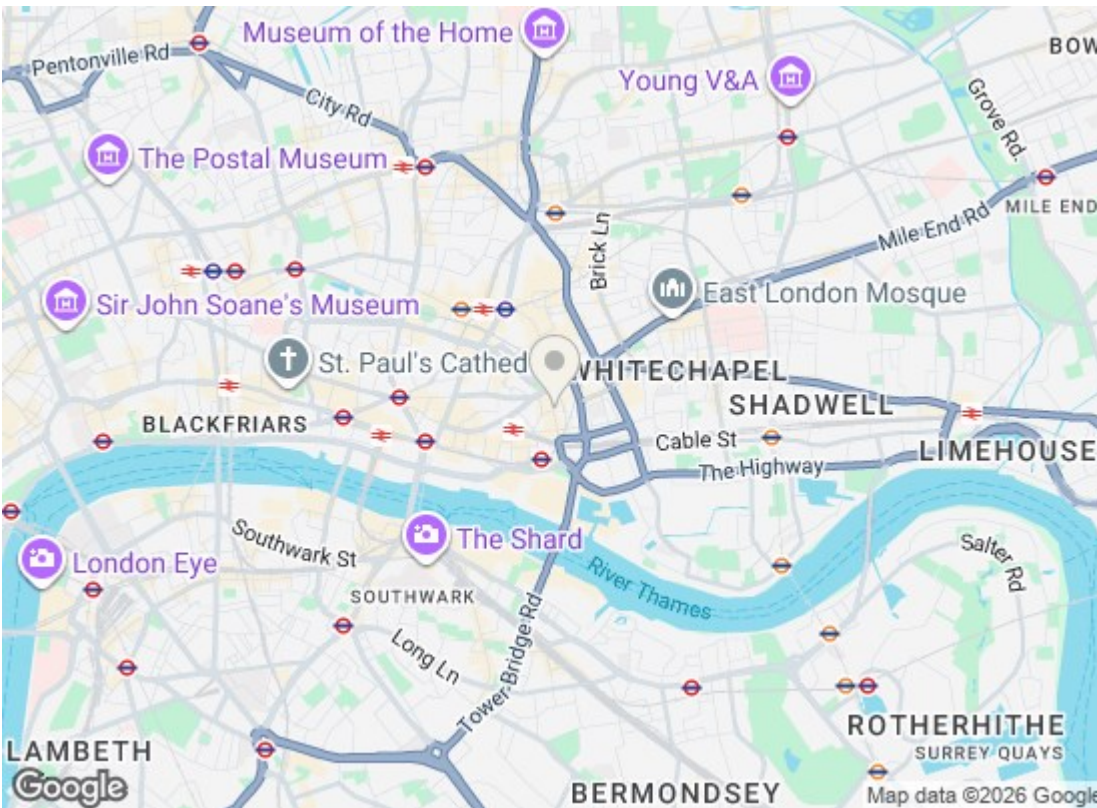 Museum of the Home
BOW
Pentonville Rd
Young V&A
City Rd
Grove Rd.
The Postal Museum
MILE END
Brick Ln
Mile End Rd
East London Mosque
Sir John Soane's Museum
St. Paul's Cathed
WHITECHAPEL
SHADWELL
BLACKFRIARS
Cable St
LIMEHOUSE
The Highway
Southwark St
The Shard
London Eye
River Thames
Salter Rd
SOUTHWARK
Long Ln
Tower Bridge Rd
ROTHERHITHE
SURREY QUAYS
LAMBETH
Google
BERMONDSEY
Map data ©2026 Google